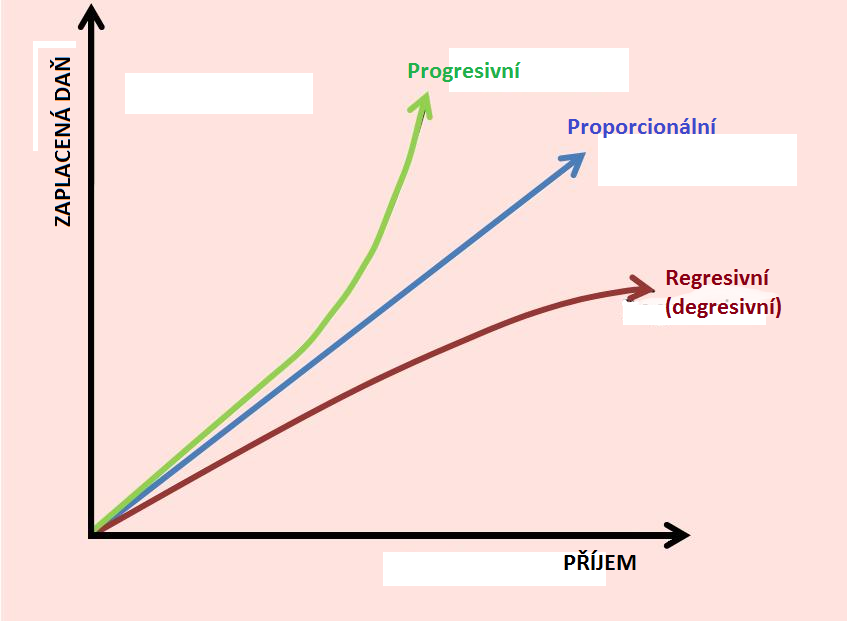 Progresivní
ZAPLACENÁ DAŇ
Proporcionální
Regresivní
(degresivní)
PŘÍJEM